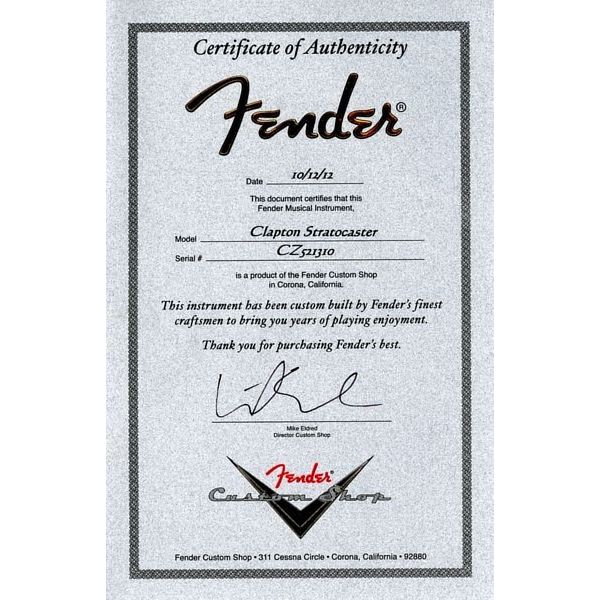 Certificate of Authenticity
Fender®
Date 10/12/12
This document certifies that this
Fender Musical Instrument,
Model Clapton Stratocaster
Serial # CZ521310
is a product of the Fender Custom Shop
in Corona, California.
This instrument has been custom built by Fender's finest
craftsmen to bring you years of playing enjoyment.
Thank you for purchasing Fender's best.
Mike Eldred
Director Custom Shop
Fender®
Custom Shop
Fender Custom Shop • 311 Cessna Circle • Corona, California • 92880